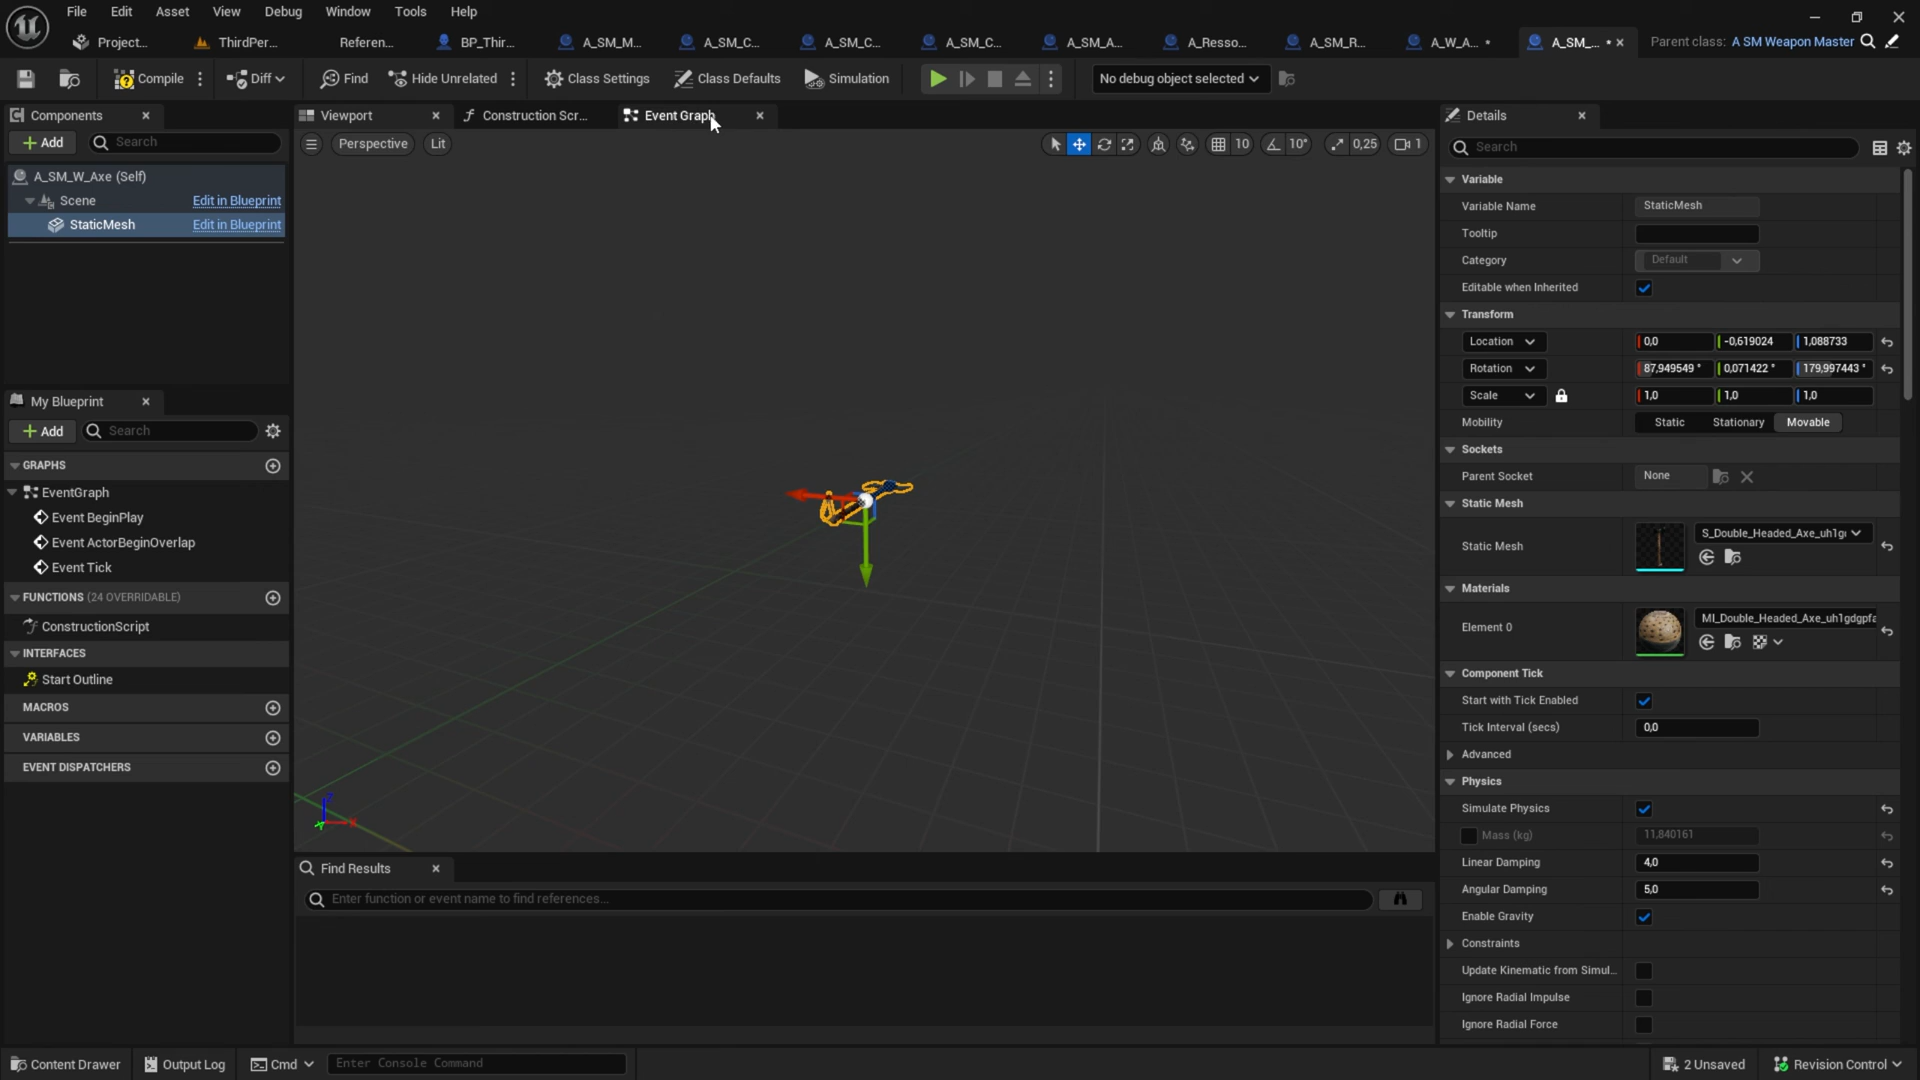 File Edit Asset View Debug Window Tools Help
Project... ThirdPer... Referen... BP_Thir... A_SM_M... A_SM_C... A_SM_C... A_SM_C... A_SM_A... A_Resso... A_SM_R... A_W_A... • A_SM_... • Parent class: A SM Weapon Master
Compile Diff Find Hide Unrelated Class Settings Class Defaults Simulation No debug object selected
Components
Add Search
A_SM_W_Axe (Self)
Scene Edit in Blueprint
StaticMesh Edit in Blueprint
My Blueprint
Add Search
GRAPHS
EventGraph
Event BeginPlay
Event ActorBeginOverlap
Event Tick
FUNCTIONS (24 OVERRIDABLE)
ConstructionScript
INTERFACES
Start Outline
MACROS
VARIABLES
EVENT DISPATCHERS
Viewport Construction Scr... Event Graph
Perspective Lit 10 10° 0,25 1
Z X Y
Find Results
Enter function or event name to find references...
Details
Search
Variable
Variable Name StaticMesh
Tooltip
Category Default
Editable when Inherited
Transform
Location 0,0 -0,619024 1,088733
Rotation 87,949549 ° 0,071422 ° 179,997443 °
Scale 1,0 1,0 1,0
Mobility Static Stationary Movable
Sockets
Parent Socket None
Static Mesh
Static Mesh S_Double_Headed_Axe_uh1g
Materials
Element 0 MI_Double_Headed_Axe_uh1gdgpfa
Component Tick
Start with Tick Enabled
Tick Interval (secs) 0,0
Advanced
Physics
Simulate Physics
Mass (kg) 11,840161
Linear Damping 4,0
Angular Damping 5,0
Enable Gravity
Constraints
Update Kinematic from Simul...
Ignore Radial Impulse
Ignore Radial Force
Content Drawer Output Log Cmd Enter Console Command 2 Unsaved Revision Control